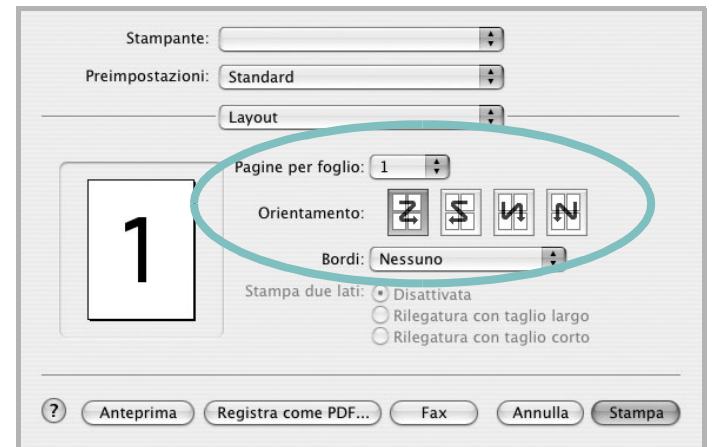 Stampante:
Preimpostazioni: Standard
Layout
Pagine per foglio: 1
1
Orientamento:
Bordi: Nessuno
Stampa due lati: Disattivata
Rilegatura con taglio largo
Rilegatura con taglio corto
? Anteprima Registra come PDF... Fax Annulla Stampa